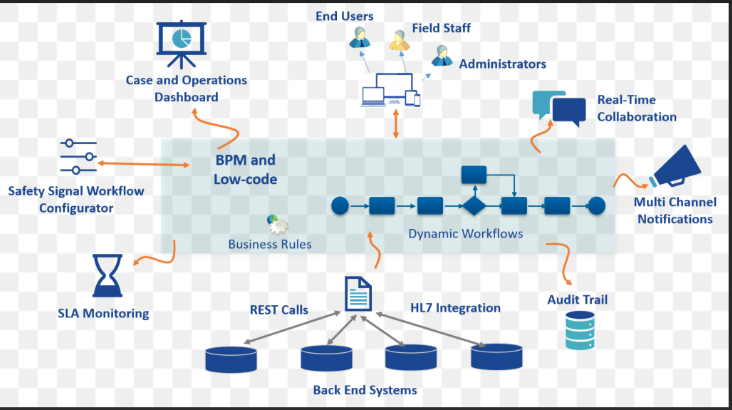 End Users
Field Staff
Administrators
Case and Operations
Dashboard
Real-Time
Collaboration
BPM and
Low-code
Safety Signal Workflow
Configurator
Multi Channel
Notifications
Business Rules
Dynamic Workflows
SLA Monitoring
REST Calls
HL7 Integration
Audit Trail
Back End Systems